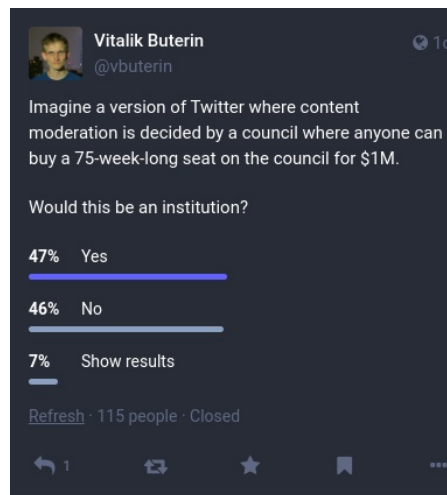 Vitalik Buterin
@vbuterin
Imagine a version of Twitter where content
moderation is decided by a council where anyone can
buy a 75-week-long seat on the council for $1M.
Would this be an institution?
47% Yes
46% No
7% Show results
Refresh · 115 people · Closed
1